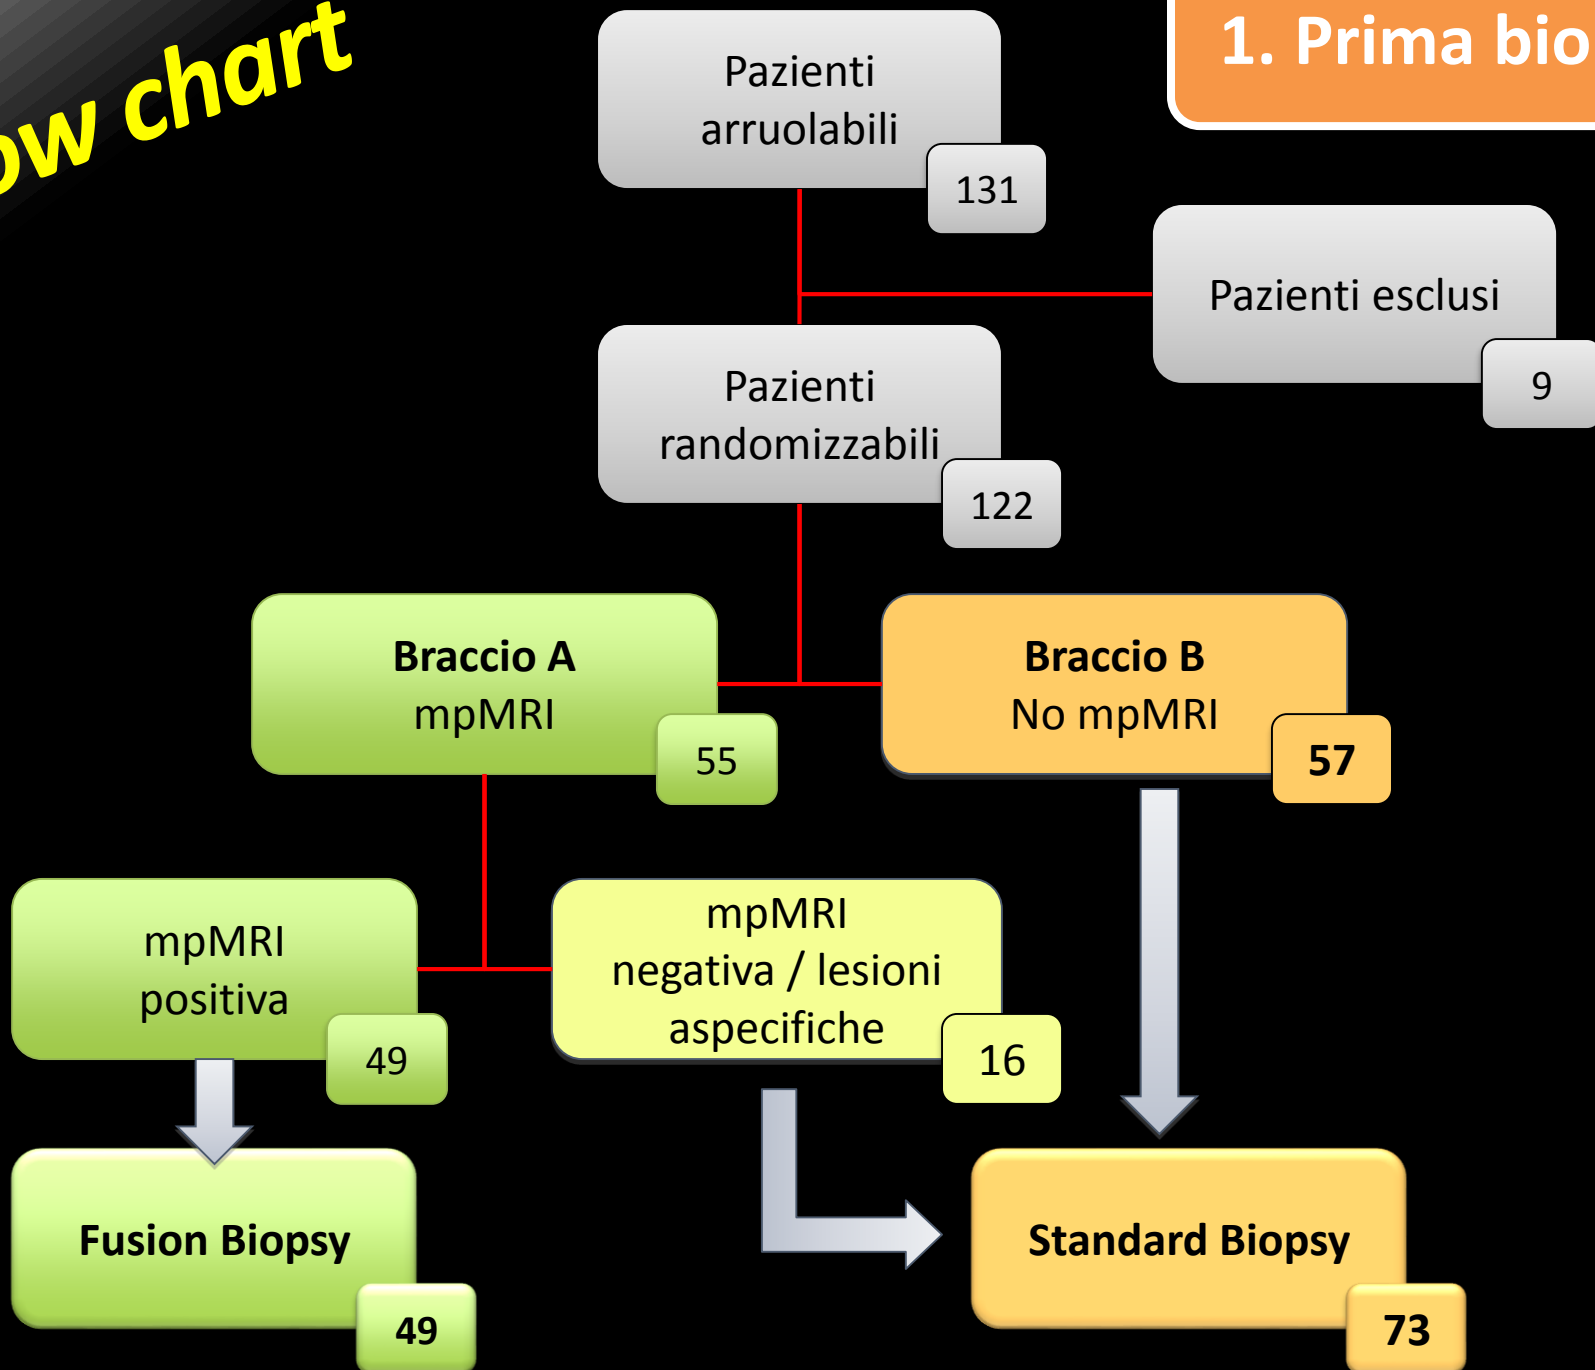 ow chart
1. Prima bio
Pazienti
arruolabili
131
Pazienti esclusi
9
Pazienti
randomizzabili
122
Braccio A
mpMRI
55
Braccio B
No mpMRI
57
mpMRI
positiva
49
mpMRI
negativa / lesioni
aspecifiche
16
Fusion Biopsy
49
Standard Biopsy
73